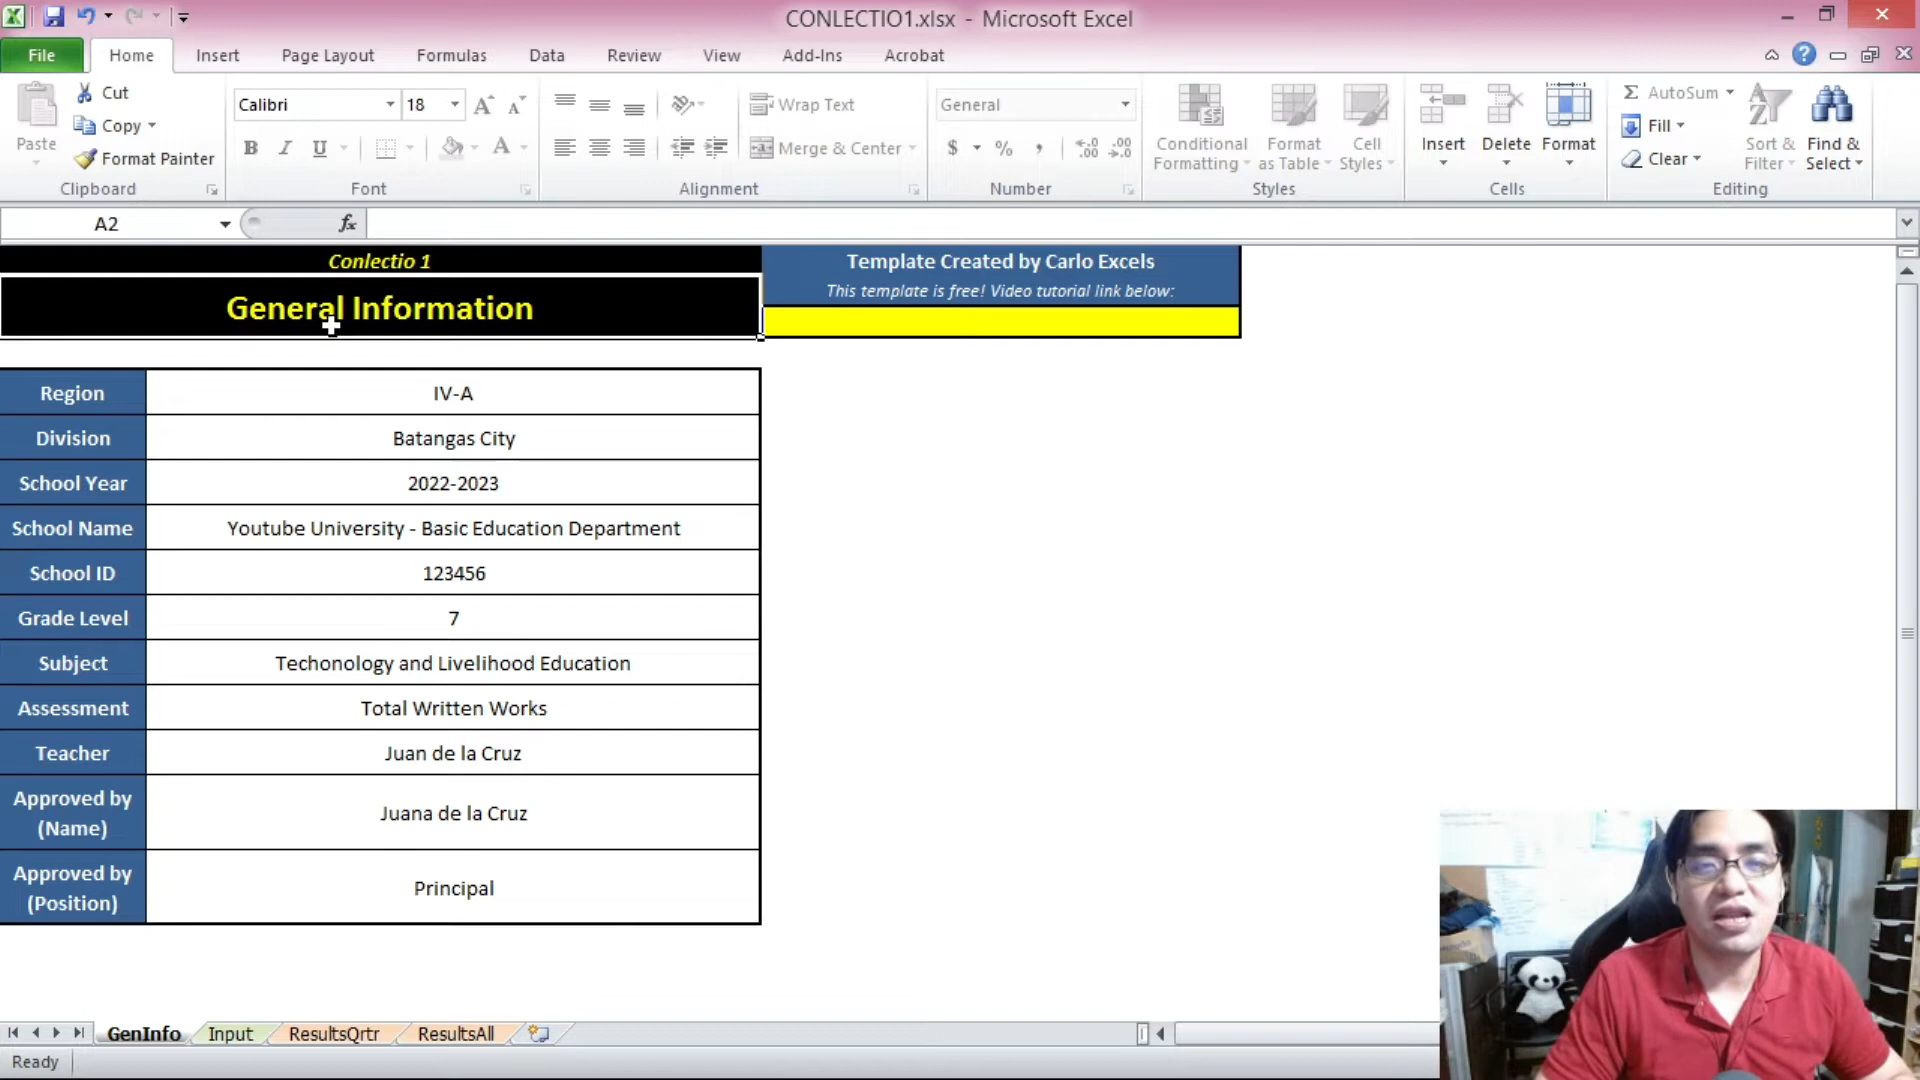 CONLECTIO1.xlsx - Microsoft Excel
File Home Insert Page Layout Formulas Data Review View Add-Ins Acrobat
Paste
Cut
Copy
Format Painter
Clipboard
Calibri 18
B I U A
Font
Wrap Text
Merge & Center
Alignment
General
$ % ,
Number
Conditional Formatting
Format as Table
Cell Styles
Styles
Insert
Delete
Format
Cells
Σ AutoSum
Fill
Clear
Sort & Filter
Find & Select
Editing
A2 fx
Conlectio 1
General Information
Template Created by Carlo Excels
This template is free! Video tutorial link below:
Region IV-A
Division Batangas City
School Year 2022-2023
School Name Youtube University - Basic Education Department
School ID 123456
Grade Level 7
Subject Techonology and Livelihood Education
Assessment Total Written Works
Teacher Juan de la Cruz
Approved by (Name) Juana de la Cruz
Approved by (Position) Principal
GenInfo Input ResultsQrtr ResultsAll
Ready